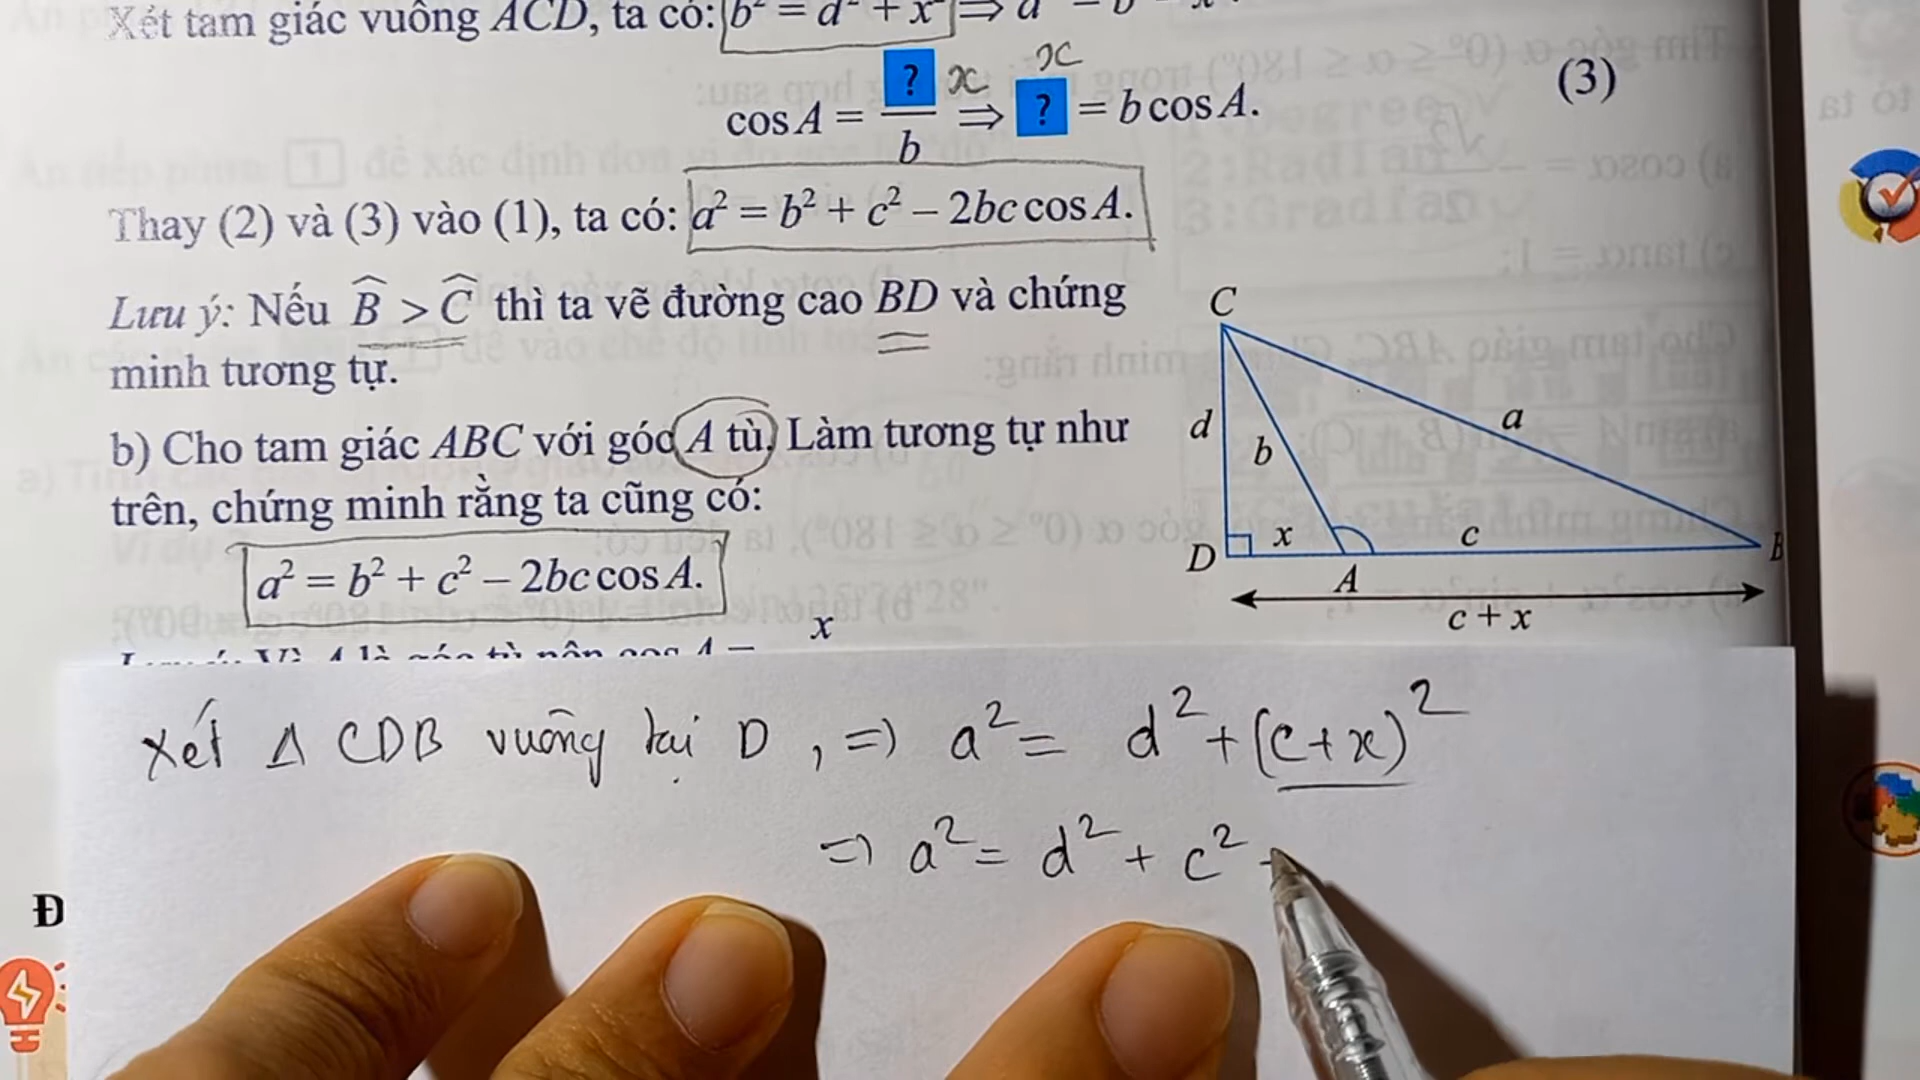 Xét tam giác vuông ACD, ta có: b² = d² + x² ⇒
x
cos A = ?/b x ⇒ ? = b cos A. (3)
Thay (2) và (3) vào (1), ta có: a² = b² + c² – 2bc cos A.
Lưu ý: Nếu B̂ > Ĉ thì ta vẽ đường cao BD và chứng
minh tương tự.
b) Cho tam giác ABC với góc A tù. Làm tương tự như
trên, chứng minh rằng ta cũng có:
a² = b² + c² – 2bc cos A.
C
d
b
a
D
x
c
B
A
c + x
x
Xét Δ CDB vuông tại D , => a² = d² + (c+x)²
=> a² = d² + c²
Đ